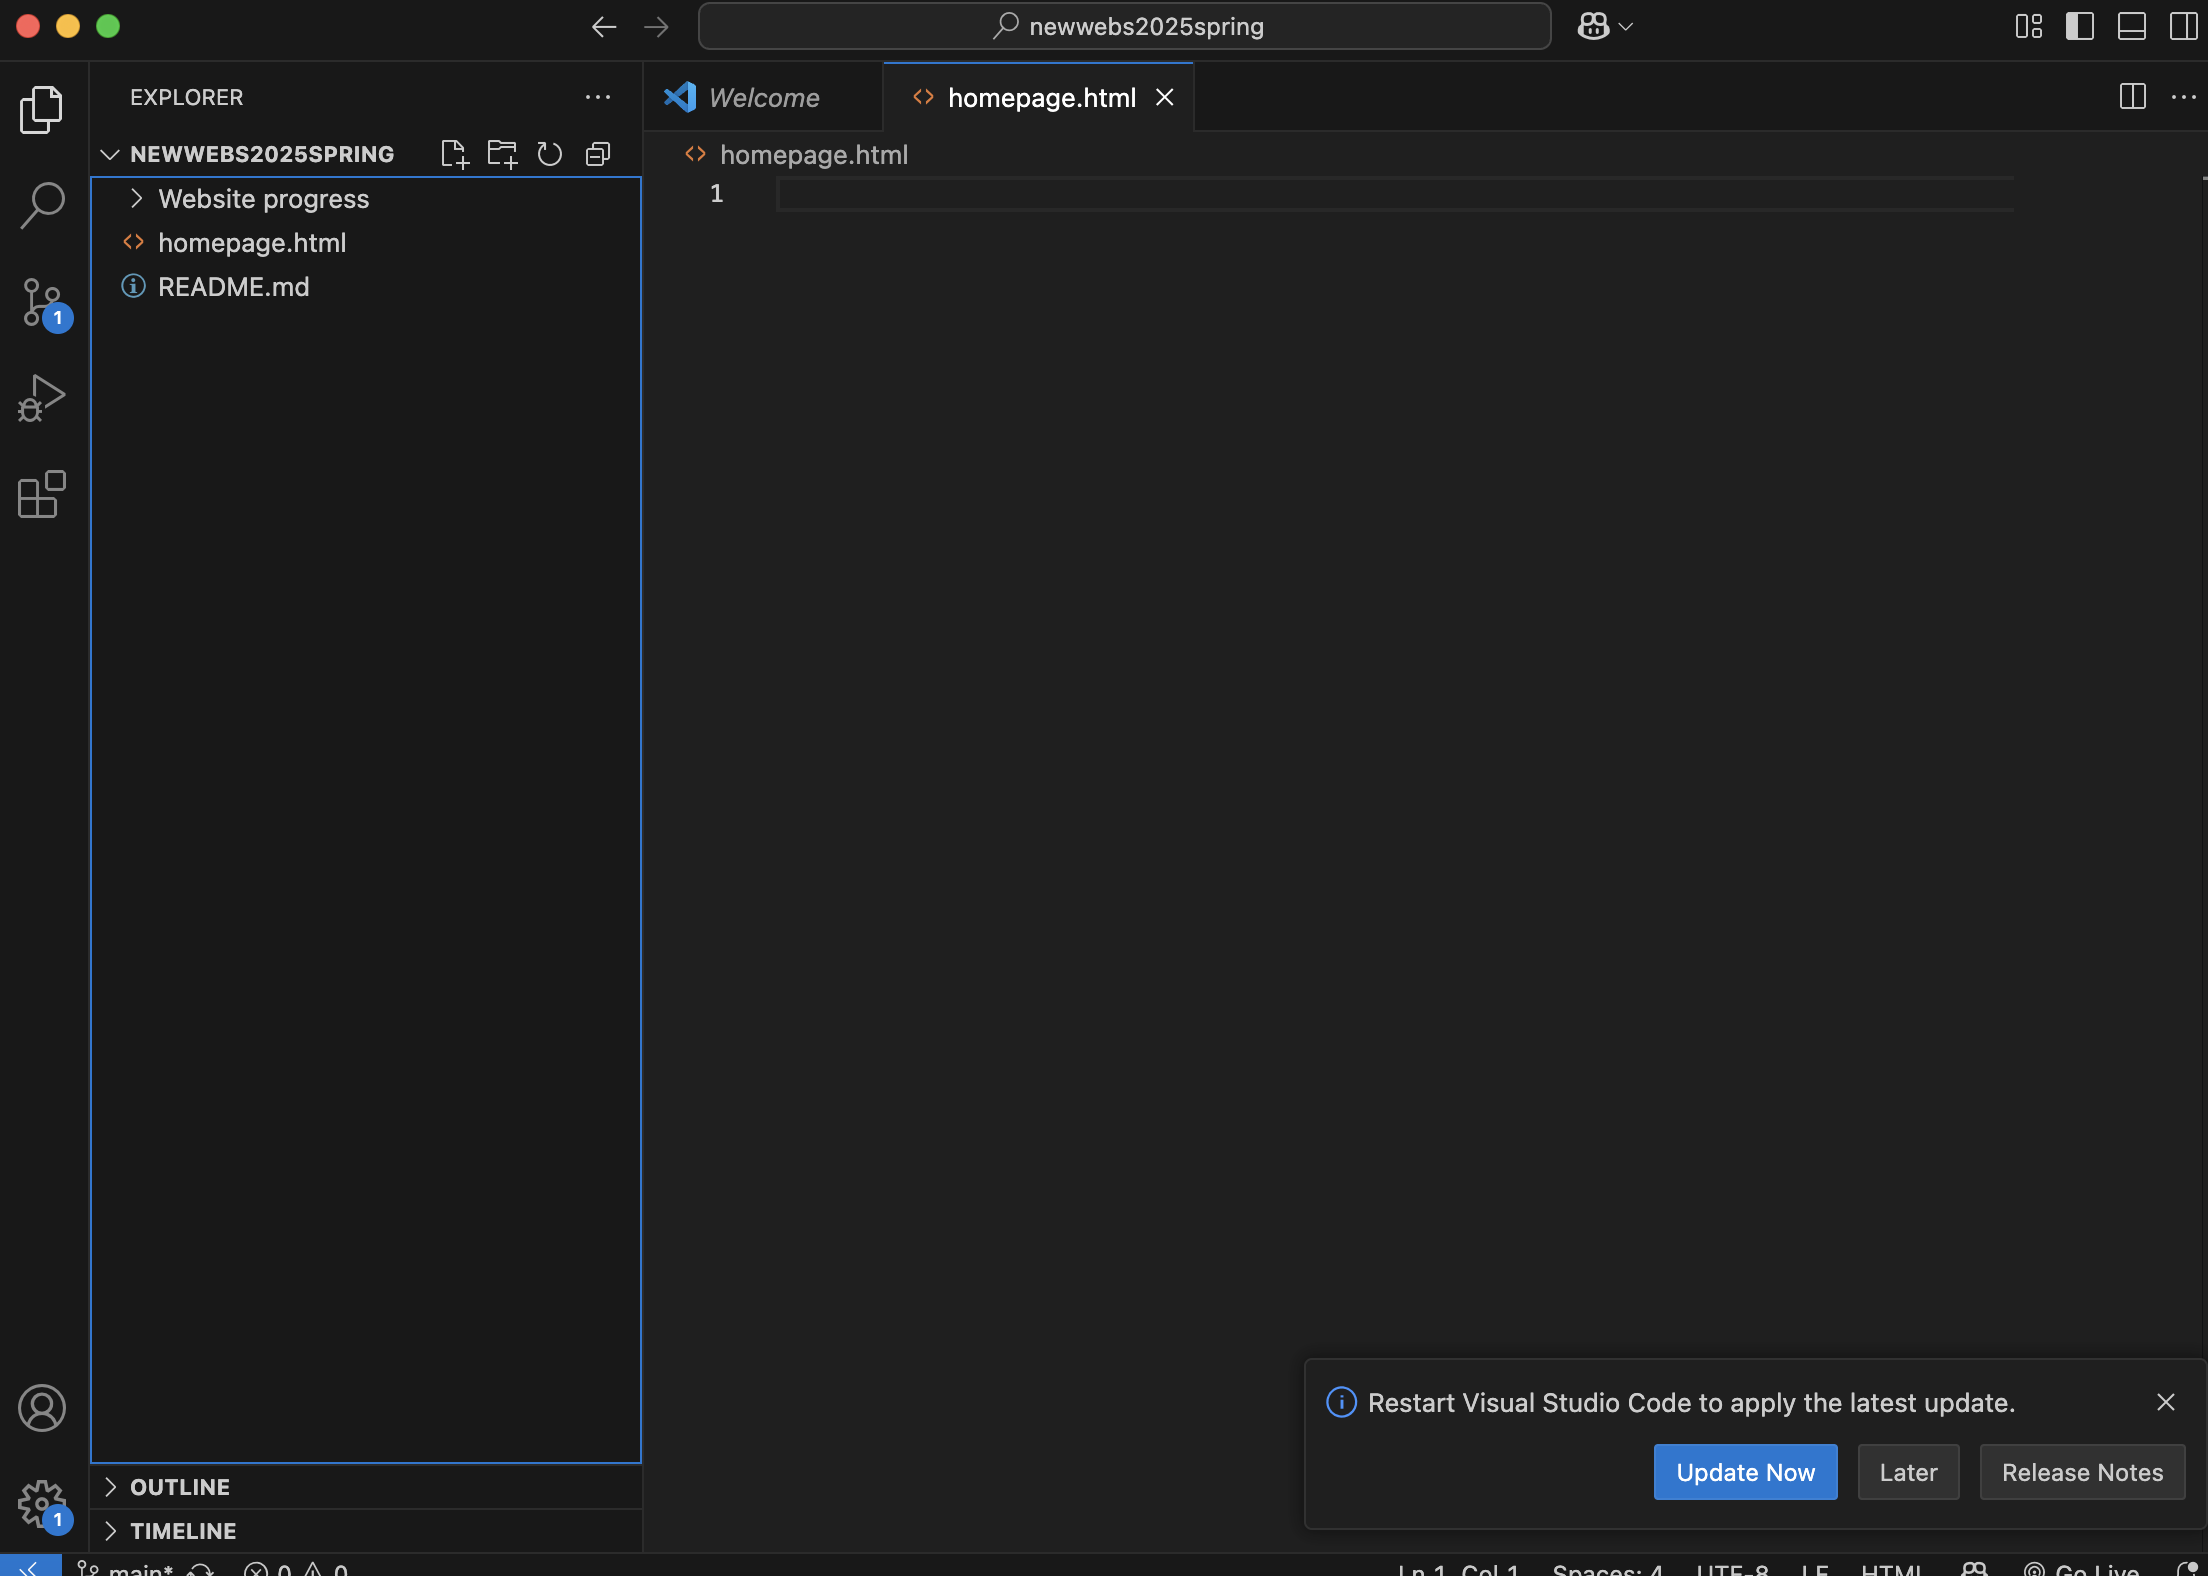 newwebs2025spring
EXPLORER
NEWWEBS2025SPRING
Website progress
homepage.html
README.md
1
OUTLINE
TIMELINE
1
Welcome
homepage.html
homepage.html
1
Restart Visual Studio Code to apply the latest update.
Update Now Later Release Notes
main* 0 0 Ln 1, Col 1 Spaces: 4 UTF-8 LF HTML Go Live